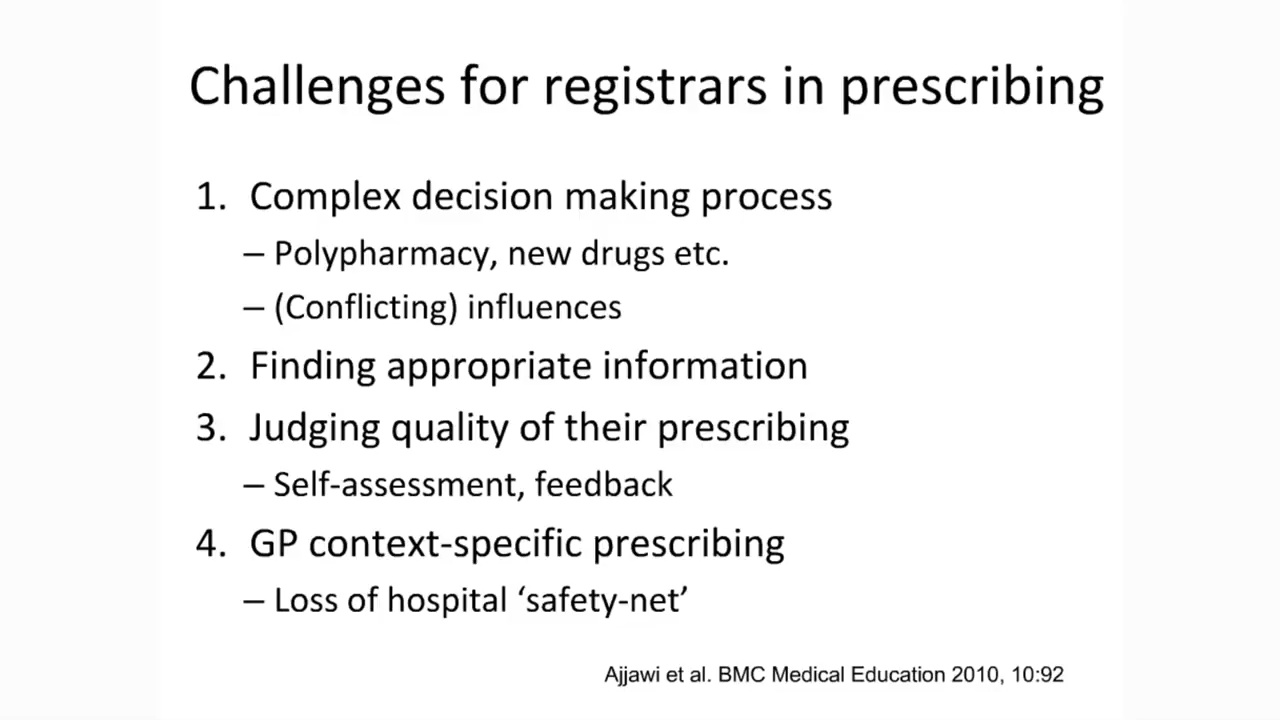 Challenges for registrars in prescribing
1. Complex decision making process
– Polypharmacy, new drugs etc.
– (Conflicting) influences
2. Finding appropriate information
3. Judging quality of their prescribing
– Self-assessment, feedback
4. GP context-specific prescribing
– Loss of hospital ‘safety-net’
Ajjawi et al. BMC Medical Education 2010, 10:92